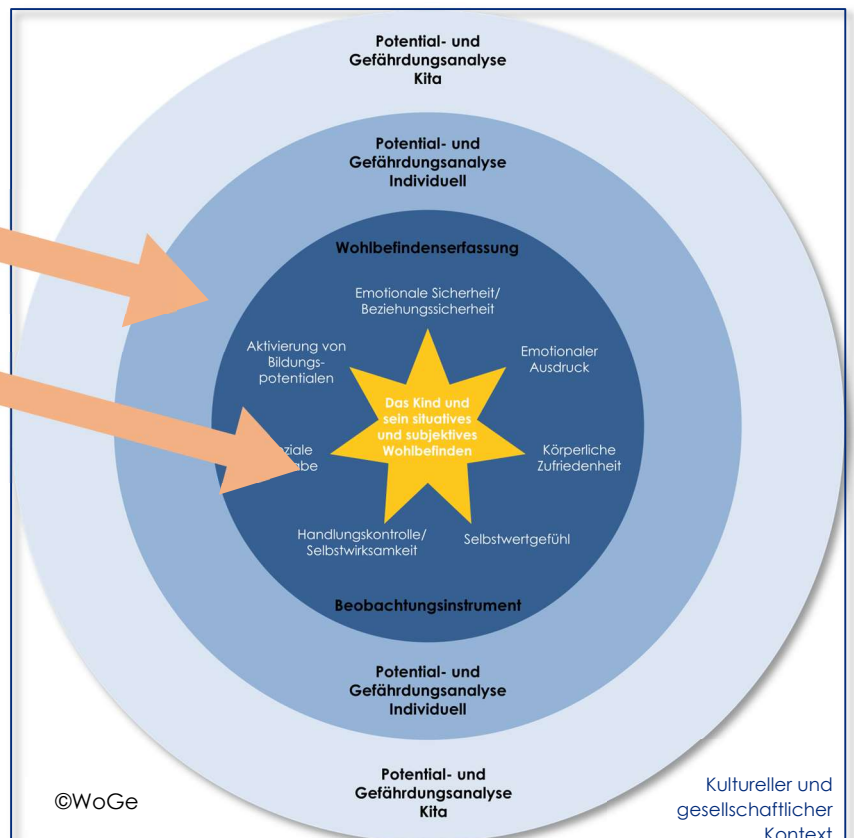 Potential- und
Gefährdungsanalyse
Kita
Potential- und
Gefährdungsanalyse
Individuell
Wohlbefindenserfassung
Emotionale Sicherheit/
Beziehungssicherheit
Aktivierung von
Bildungs-
potentialen
Emotionaler
Ausdruck
Das Kind und
sein situatives
und subjektives
Wohlbefinden
Körperliche
Zufriedenheit
Handlungskontrolle/
Selbstwirksamkeit
Selbstwertgefühl
Beobachtungsinstrument
Potential- und
Gefährdungsanalyse
Individuell
Potential- und
Gefährdungsanalyse
Kita
©WoGe
Kultureller und
gesellschaftlicher
Kontext